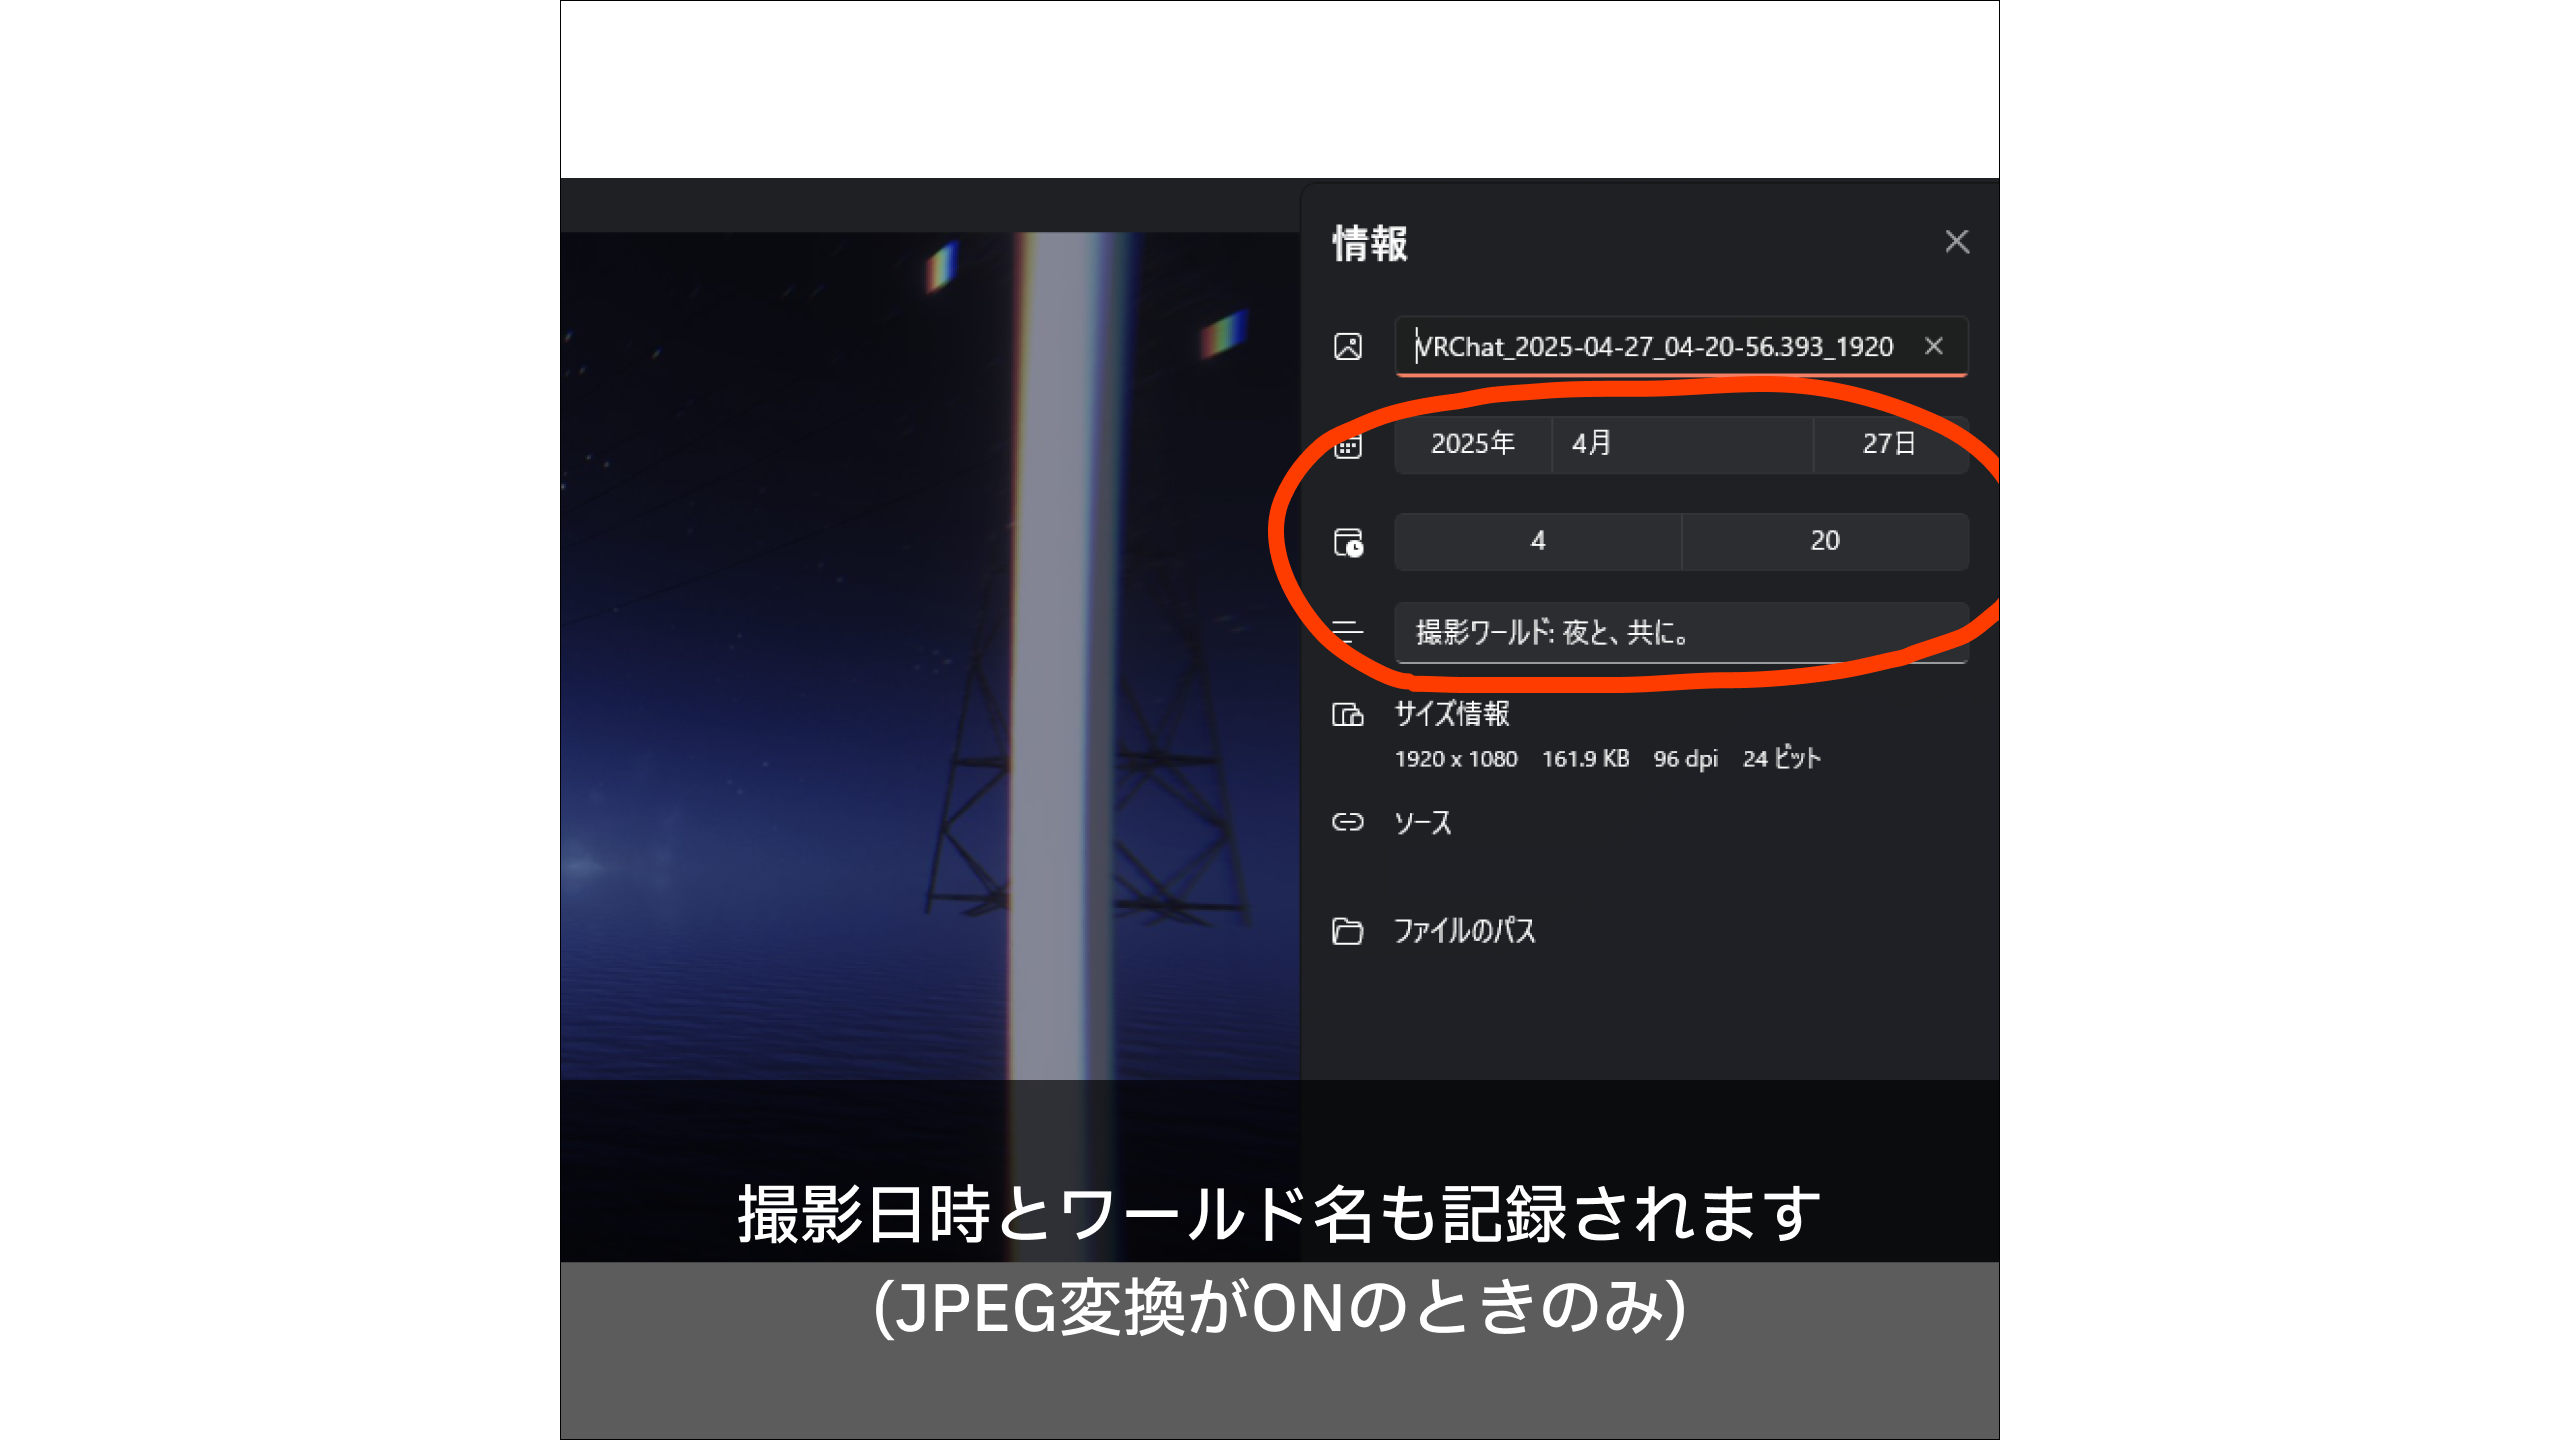 情報
VRChat_2025-04-27_04-20-56.393_1920
2025年 4月 27日
4 20
撮影ワールド: 夜と、共に。
サイズ情報
1920 x 1080 161.9 KB 96 dpi 24 ビット
ソース
ファイルのパス
撮影日時とワールド名も記録されます
(JPEG変換がONのときのみ)